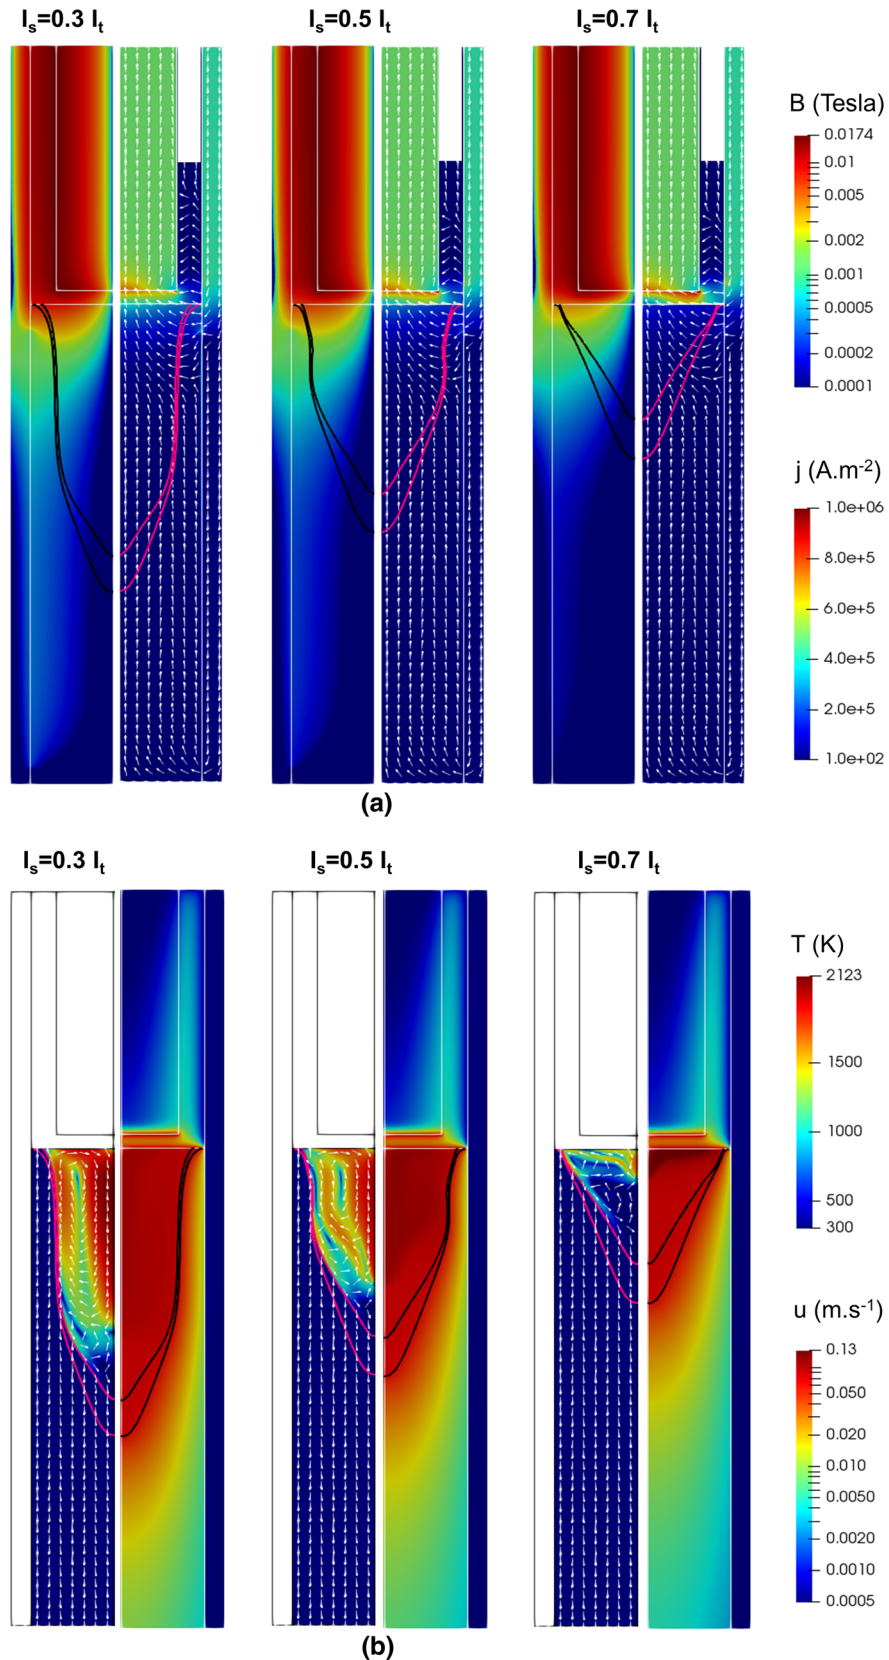 Iₛ=0.3 Iₜ
Iₛ=0.5 Iₜ
Iₛ=0.7 Iₜ
B (Tesla)
0.0174
0.01
0.005
0.002
0.001
0.0005
0.0002
0.0001
j (A.m⁻²)
1.0e+06
8.0e+5
6.0e+5
4.0e+5
2.0e+5
1.0e+02
(a)
Iₛ=0.3 Iₜ
Iₛ=0.5 Iₜ
Iₛ=0.7 Iₜ
T (K)
2123
1500
1000
500
300
u (m.s⁻¹)
0.13
0.050
0.020
0.010
0.0050
0.0020
0.0010
0.0005
(b)